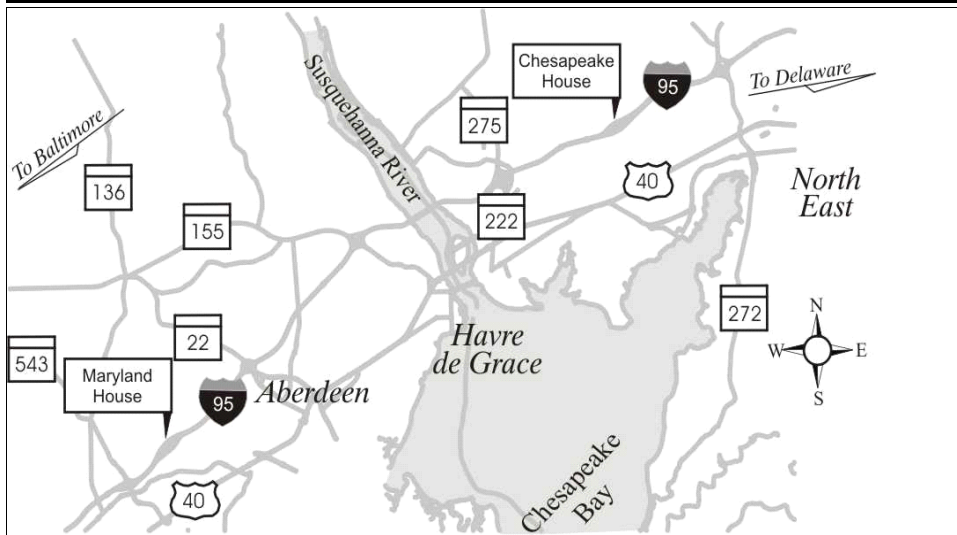 Chesapeake
House
95
To Delaware
Susquehanna River
275
To Baltimore
136
40
North
East
155
222
272
N
W
E
S
543
22
Havre
de Grace
Maryland
House
95
Aberdeen
40
Chesapeake
Bay